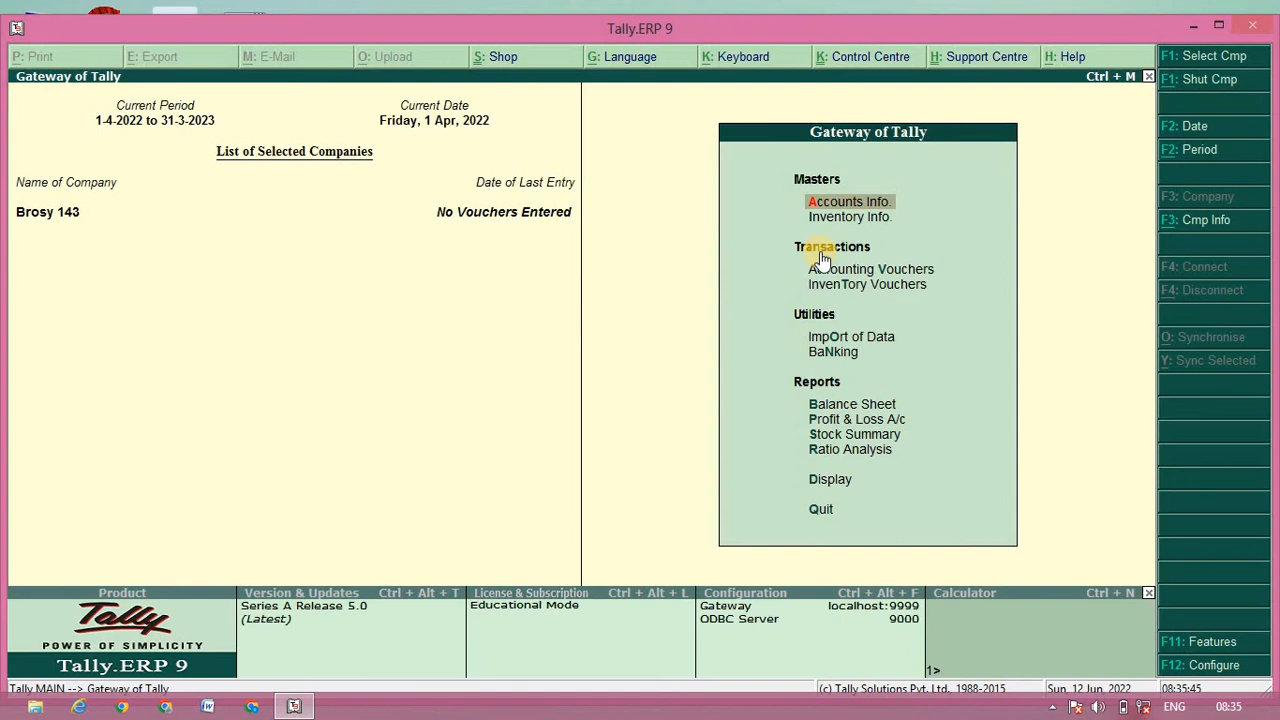 Tally.ERP 9
P: Print E: Export M: E-Mail O: Upload S: Shop G: Language K: Keyboard K: Control Centre H: Support Centre H: Help
Gateway of Tally Ctrl + M
Current Period Current Date
1-4-2022 to 31-3-2023 Friday, 1 Apr, 2022
List of Selected Companies
Name of Company Date of Last Entry
Brosy 143 No Vouchers Entered
Gateway of Tally
Masters
Accounts Info.
Inventory Info.
Transactions
Accounting Vouchers
InvenTory Vouchers
Utilities
ImpOrt of Data
BaNking
Reports
Balance Sheet
Profit & Loss A/c
Stock Summary
Ratio Analysis
Display
Quit
F1: Select Cmp
F1: Shut Cmp
F2: Date
F2: Period
F3: Company
F3: Cmp Info
F4: Connect
F4: Disconnect
O: Synchronise
Y: Sync Selected
F11: Features
F12: Configure
Product
Tally
POWER OF SIMPLICITY
Tally.ERP 9
Version & Updates Ctrl + Alt + T
Series A Release 5.0
(Latest)
License & Subscription Ctrl + Alt + L
Educational Mode
Configuration Ctrl + Alt + F
Gateway localhost:9999
ODBC Server 9000
Calculator Ctrl + N
1>
Tally MAIN --> Gateway of Tally (c) Tally Solutions Pvt. Ltd., 1988-2015 Sun, 12 Jun, 2022 08:35:45
ENG 08:35